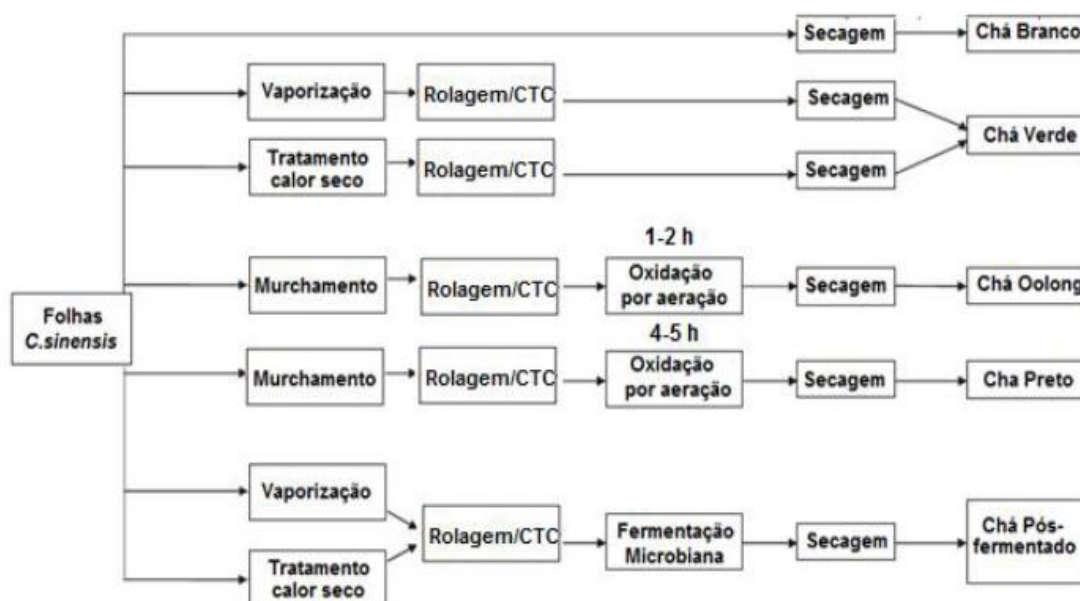 Secagem
Chá Branco
Vaporização
Rolagem/CTC
Secagem
Chá Verde
Tratamento
calor seco
Rolagem/CTC
Secagem
1-2 h
Murchamento
Rolagem/CTC
Oxidação
por aeração
Secagem
Chá Oolong
Folhas
C.sinensis
4-5 h
Murchamento
Rolagem/CTC
Oxidação
por aeração
Secagem
Cha Preto
Vaporização
Rolagem/CTC
Fermentação
Microbiana
Secagem
Chá Pós-
fermentado
Tratamento
calor seco